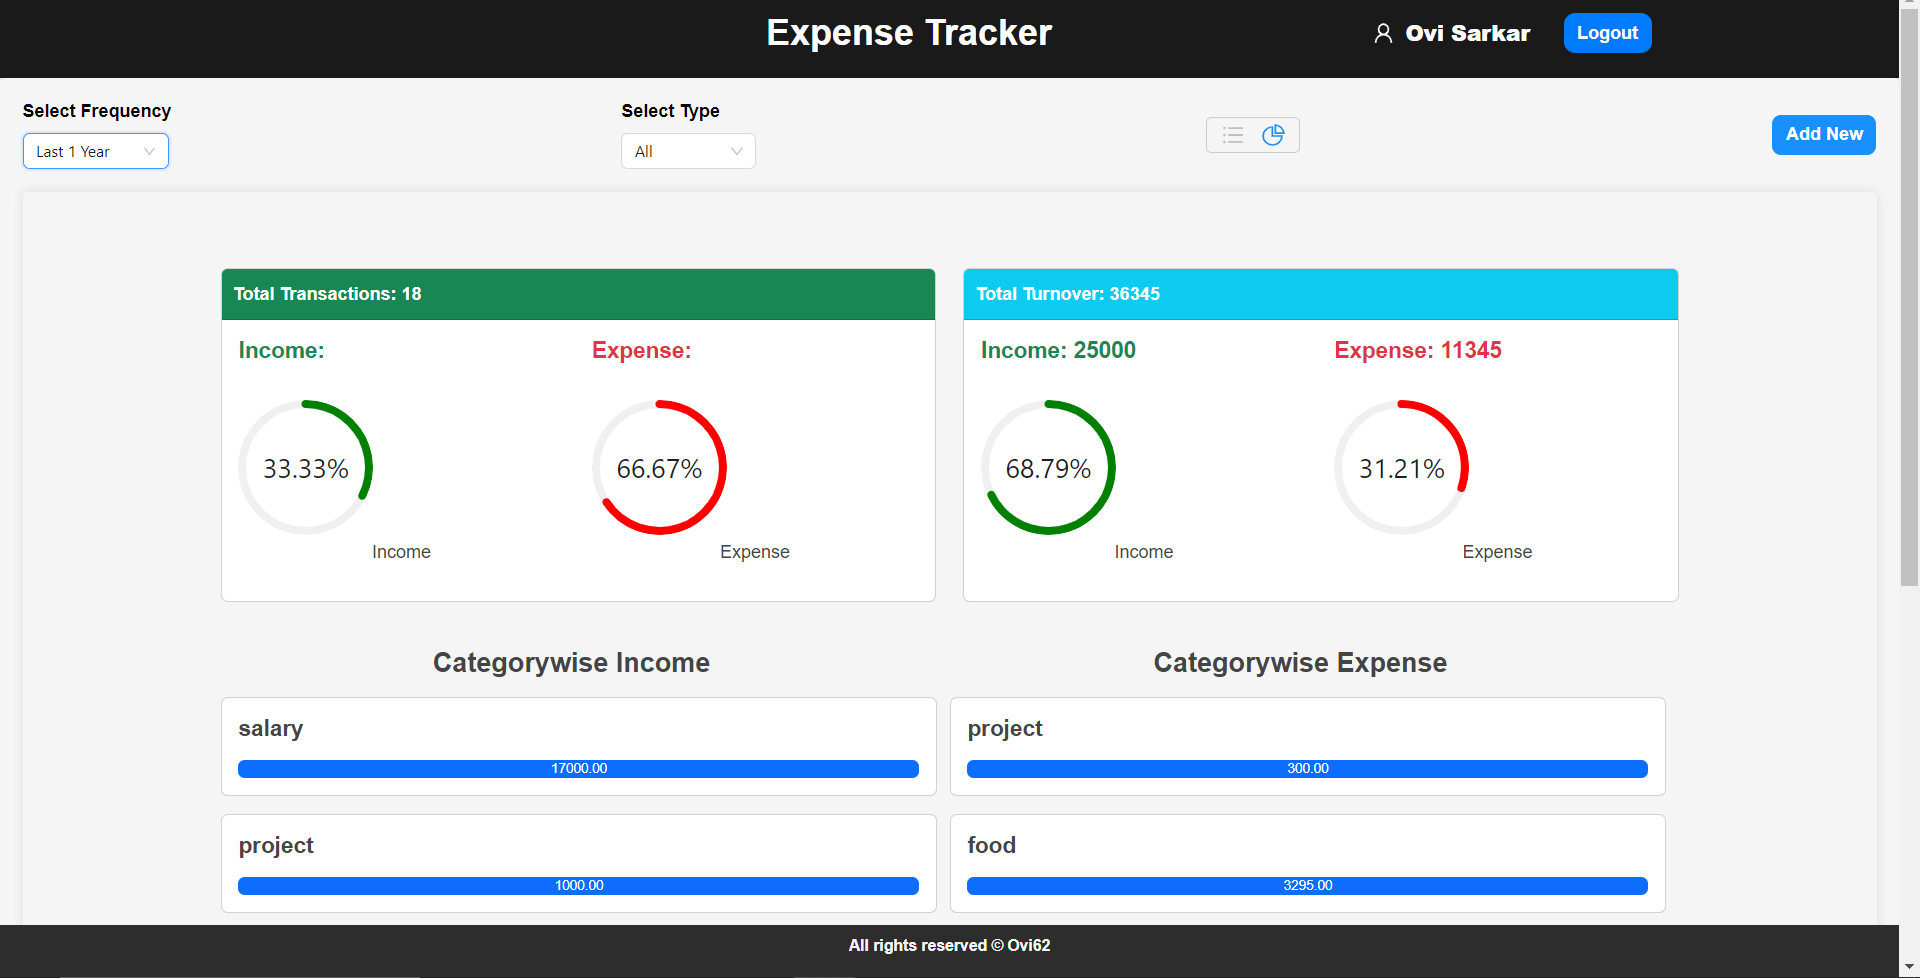 Expense Tracker
Ovi Sarkar
Logout
Select Frequency
Select Type
Last 1 Year
All
Add New
Total Transactions: 18
Income:
Expense:
33.33%
66.67%
Income
Expense
Total Turnover: 36345
Income: 25000
Expense: 11345
68.79%
31.21%
Income
Expense
Categorywise Income
salary
17000.00
project
1000.00
Categorywise Expense
project
300.00
food
3295.00
All rights reserved © Ovi62